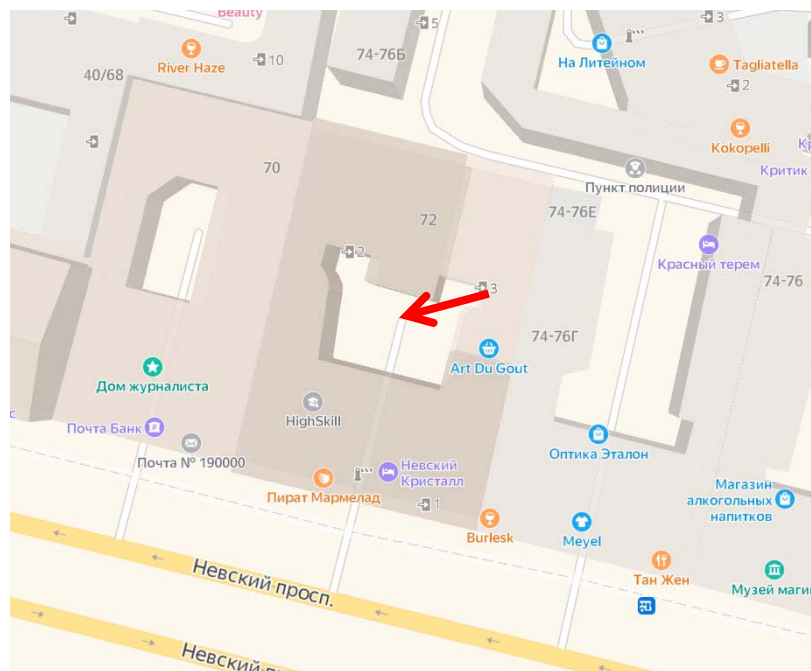 Beauty
3
5
На Литейном
River Haze
10
74-76Б
Tagliatella
2
40/68
Kokopelli
Критик
70
Пункт полиции
72
74-76Е
Красный терем
2
74-76
3
74-76Г
Art Du Gout
Дом журналиста
HighSkill
с
Почта Банк
Оптика Эталон
Почта № 190000
Невский
Кристалл
Пират Мармелад
1
Магазин
алкогольных
напитков
Burlesk
Meyel
Тан Жен
Невский просп.
Музей маги